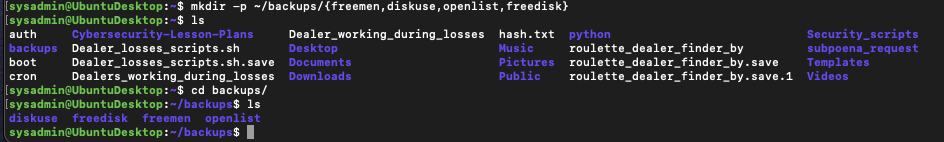 [sysadmin@UbuntuDesktop:~$ mkdir -p ~/backups/{freemen,diskuse,openlist,freedisk}
[sysadmin@UbuntuDesktop:~$ ls
auth Cybersecurity-Lesson-Plans Dealer_working_during_losses hash.txt python Security_scripts
backups Dealer_losses_scripts.sh Desktop Music roulette_dealer_finder_by subpoena_request
boot Dealer_losses_scripts.sh.save Documents Pictures roulette_dealer_finder_by.save Templates
cron Dealers_working_during_losses Downloads Public roulette_dealer_finder_by.save.1 Videos
[sysadmin@UbuntuDesktop:~$ cd backups/
[sysadmin@UbuntuDesktop:~/backups$ ls
diskuse freedisk freemen openlist
sysadmin@UbuntuDesktop:~/backups$